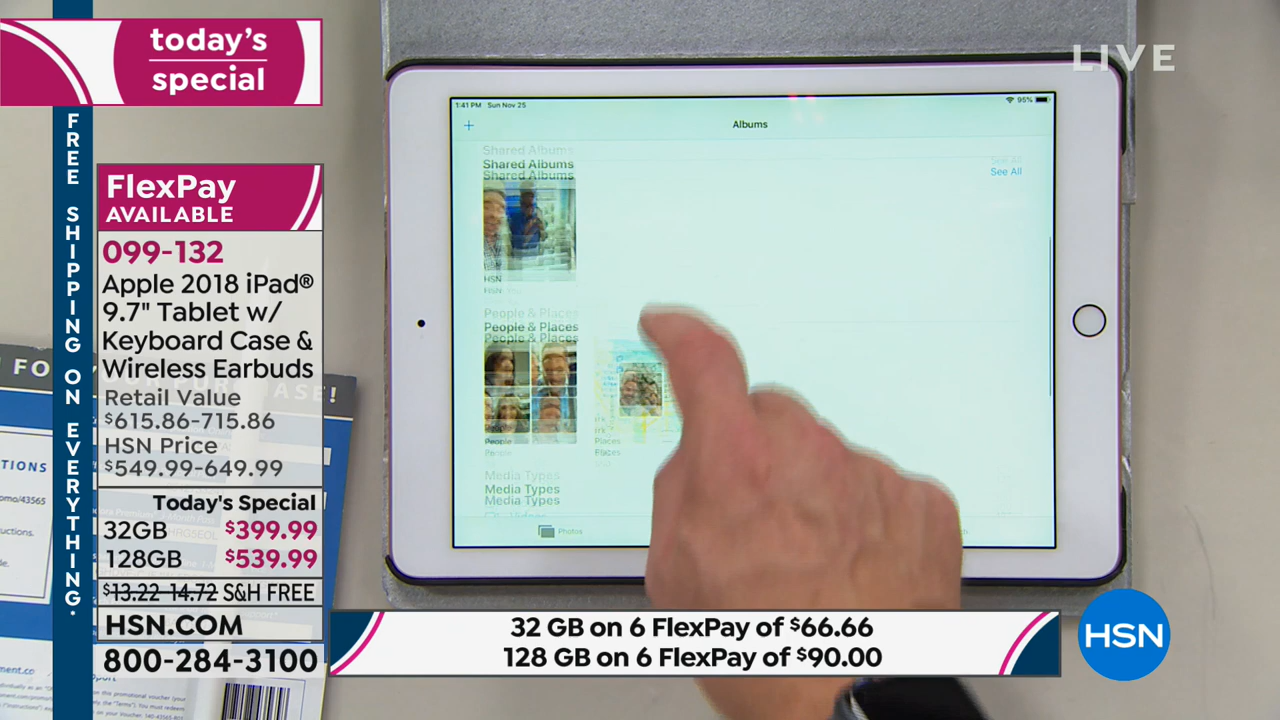 today's
special
LIVE
FREE SHIPPING ON EVERYTHING.
FlexPay
AVAILABLE
099-132
Apple 2018 iPad®
9.7" Tablet w/
Keyboard Case &
Wireless Earbuds
Retail Value
$615.86-715.86
HSN Price
$549.99-649.99
Today's Special
32GB $399.99
128GB $539.99
$13.22-14.72 S&H FREE
HSN.COM
800-284-3100
32 GB on 6 FlexPay of $66.66
128 GB on 6 FlexPay of $90.00
HSN
1:41 PM Sun Nov 25
95%
+
Albums
Shared Albums
See All
HSN
People & Places
People
Places
Media Types
Photos
YOUR PURCHASE!